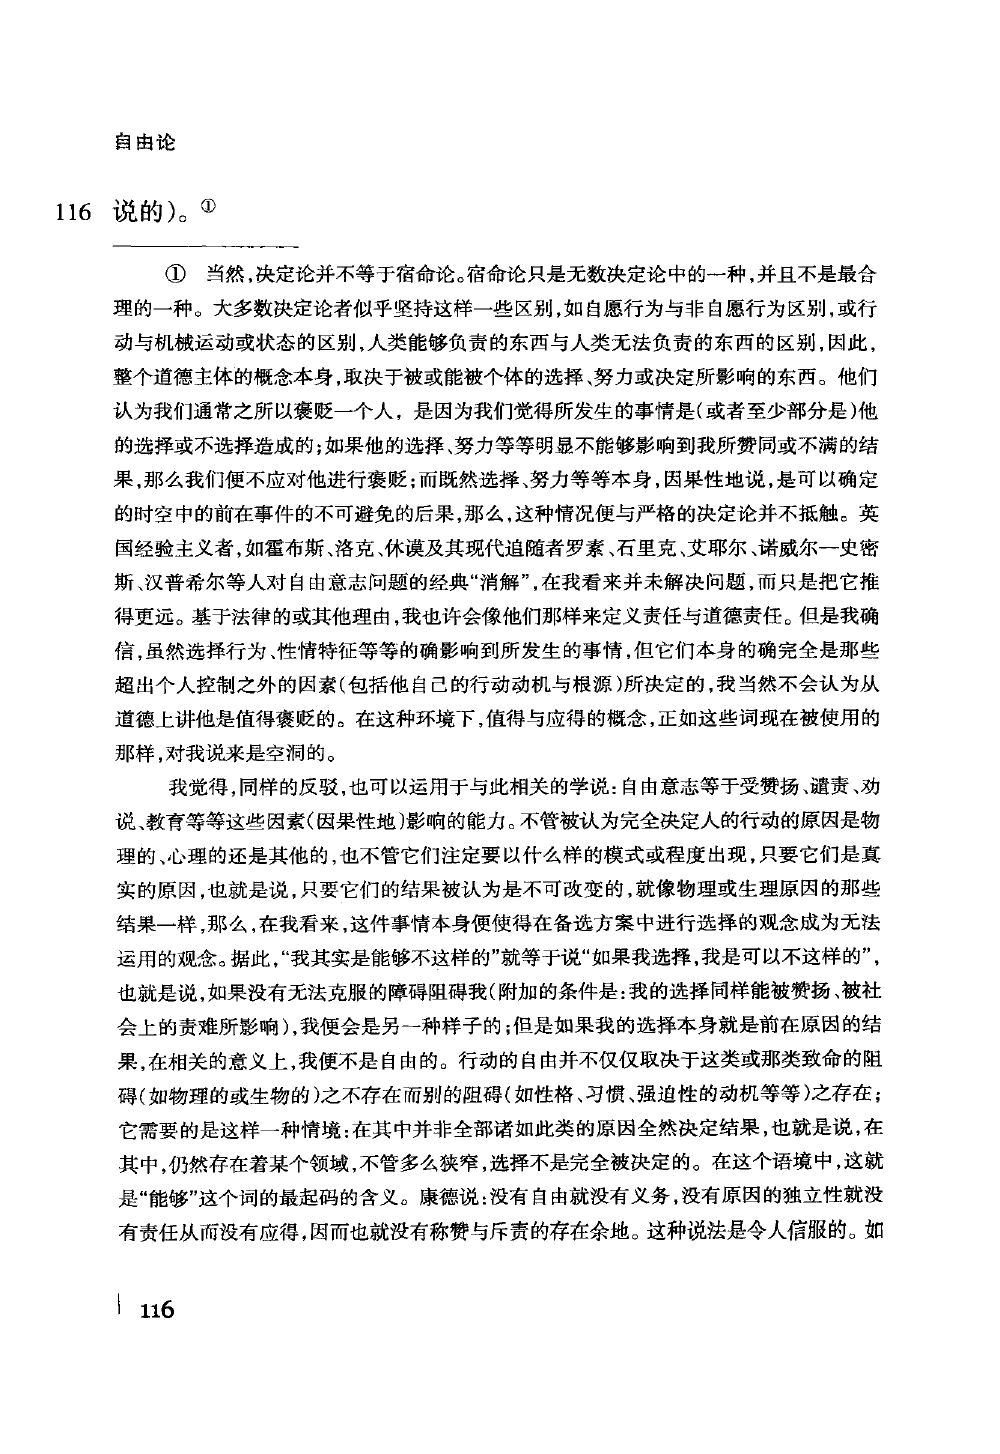 自由论
116 说的)。①
① 当然,决定论并不等于宿命论。宿命论只是无数决定论中的一种,并且不是最合
理的一种。大多数决定论者似乎坚持这样一些区别,如自愿行为与非自愿行为区别,或行
动与机械运动或状态的区别,人类能够负责的东西与人类无法负责的东西的区别,因此,
整个道德主体的概念本身,取决于被或能被个体的选择、努力或决定所影响的东西。他们
认为我们通常之所以褒贬一个人,是因为我们觉得所发生的事情是(或者至少部分是)他
的选择或不选择造成的;如果他的选择、努力等等明显不能够影响到我所赞同或不满的结
果,那么我们便不应对他进行褒贬;而既然选择、努力等等本身,因果性地说,是可以确定
的时空中的前在事件的不可避免的后果,那么,这种情况便与严格的决定论并不抵触。英
国经验主义者,如霍布斯、洛克、休谟及其现代追随者罗素、石里克、艾耶尔、诺威尔一史密
斯、汉普希尔等人对自由意志问题的经典“消解”,在我看来并未解决问题,而只是把它推
得更远。基于法律的或其他理由,我也许会像他们那样来定义责任与道德责任。但是我确
信,虽然选择行为、性情特征等等的确影响到所发生的事情,但它们本身的确完全是那些
超出个人控制之外的因素(包括他自己的行动动机与根源)所决定的,我当然不会认为从
道德上讲他是值得褒贬的。在这种环境下,值得与应得的概念,正如这些词现在被使用的
那样,对我说来是空洞的。
我觉得,同样的反驳,也可以运用于与此相关的学说:自由意志等于受赞扬、谴责、劝
说、教育等等这些因素(因果性地)影响的能力。不管被认为完全决定人的行动的原因是物
理的、心理的还是其他的,也不管它们注定要以什么样的模式或程度出现,只要它们是真
实的原因,也就是说,只要它们的结果被认为是不可改变的,就像物理或生理原因的那些
结果一样,那么,在我看来,这件事情本身便使得在备选方案中进行选择的观念成为无法
运用的观念。据此,“我其实是能够不这样的”就等于说“如果我选择,我是可以不这样的”,
也就是说,如果没有无法克服的障碍阻碍我(附加的条件是:我的选择同样能被赞扬、被社
会上的责难所影响),我便会是另一种样子的;但是如果我的选择本身就是前在原因的结
果,在相关的意义上,我便不是自由的。行动的自由并不仅仅取决于这类或那类致命的阻
碍(如物理的或生物的)之不存在而别的阻碍(如性格、习惯、强迫性的动机等等)之存在;
它需要的是这样一种情境:在其中并非全部诸如此类的原因全然决定结果,也就是说,在
其中,仍然存在着某个领域,不管多么狭窄,选择不是完全被决定的。在这个语境中,这就
是“能够”这个词的最起码的含义。康德说:没有自由就没有义务,没有原因的独立性就没
有责任从而没有应得,因而也就没有称赞与斥责的存在余地。这种说法是令人信服的。如
116